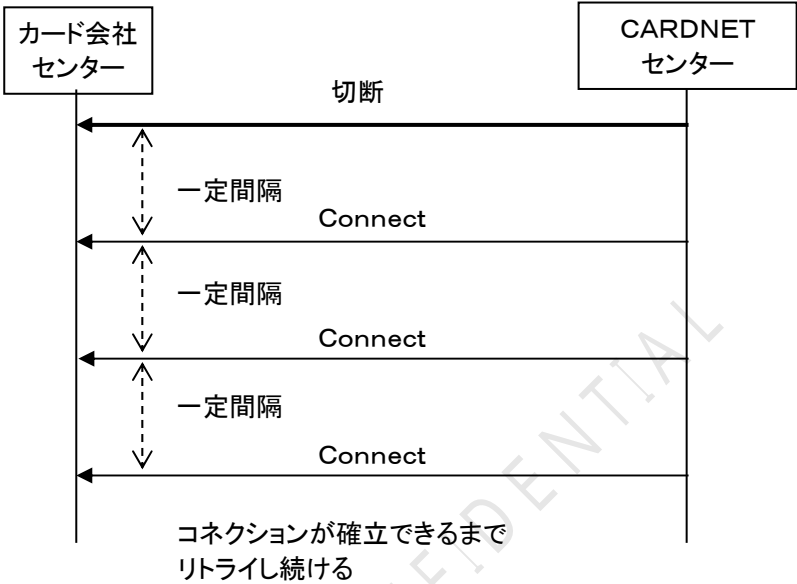 カード会社
センター
CARDNET
センター
切断
一定間隔
Connect
一定間隔
Connect
一定間隔
Connect
コネクションが確立できるまで
リトライし続ける